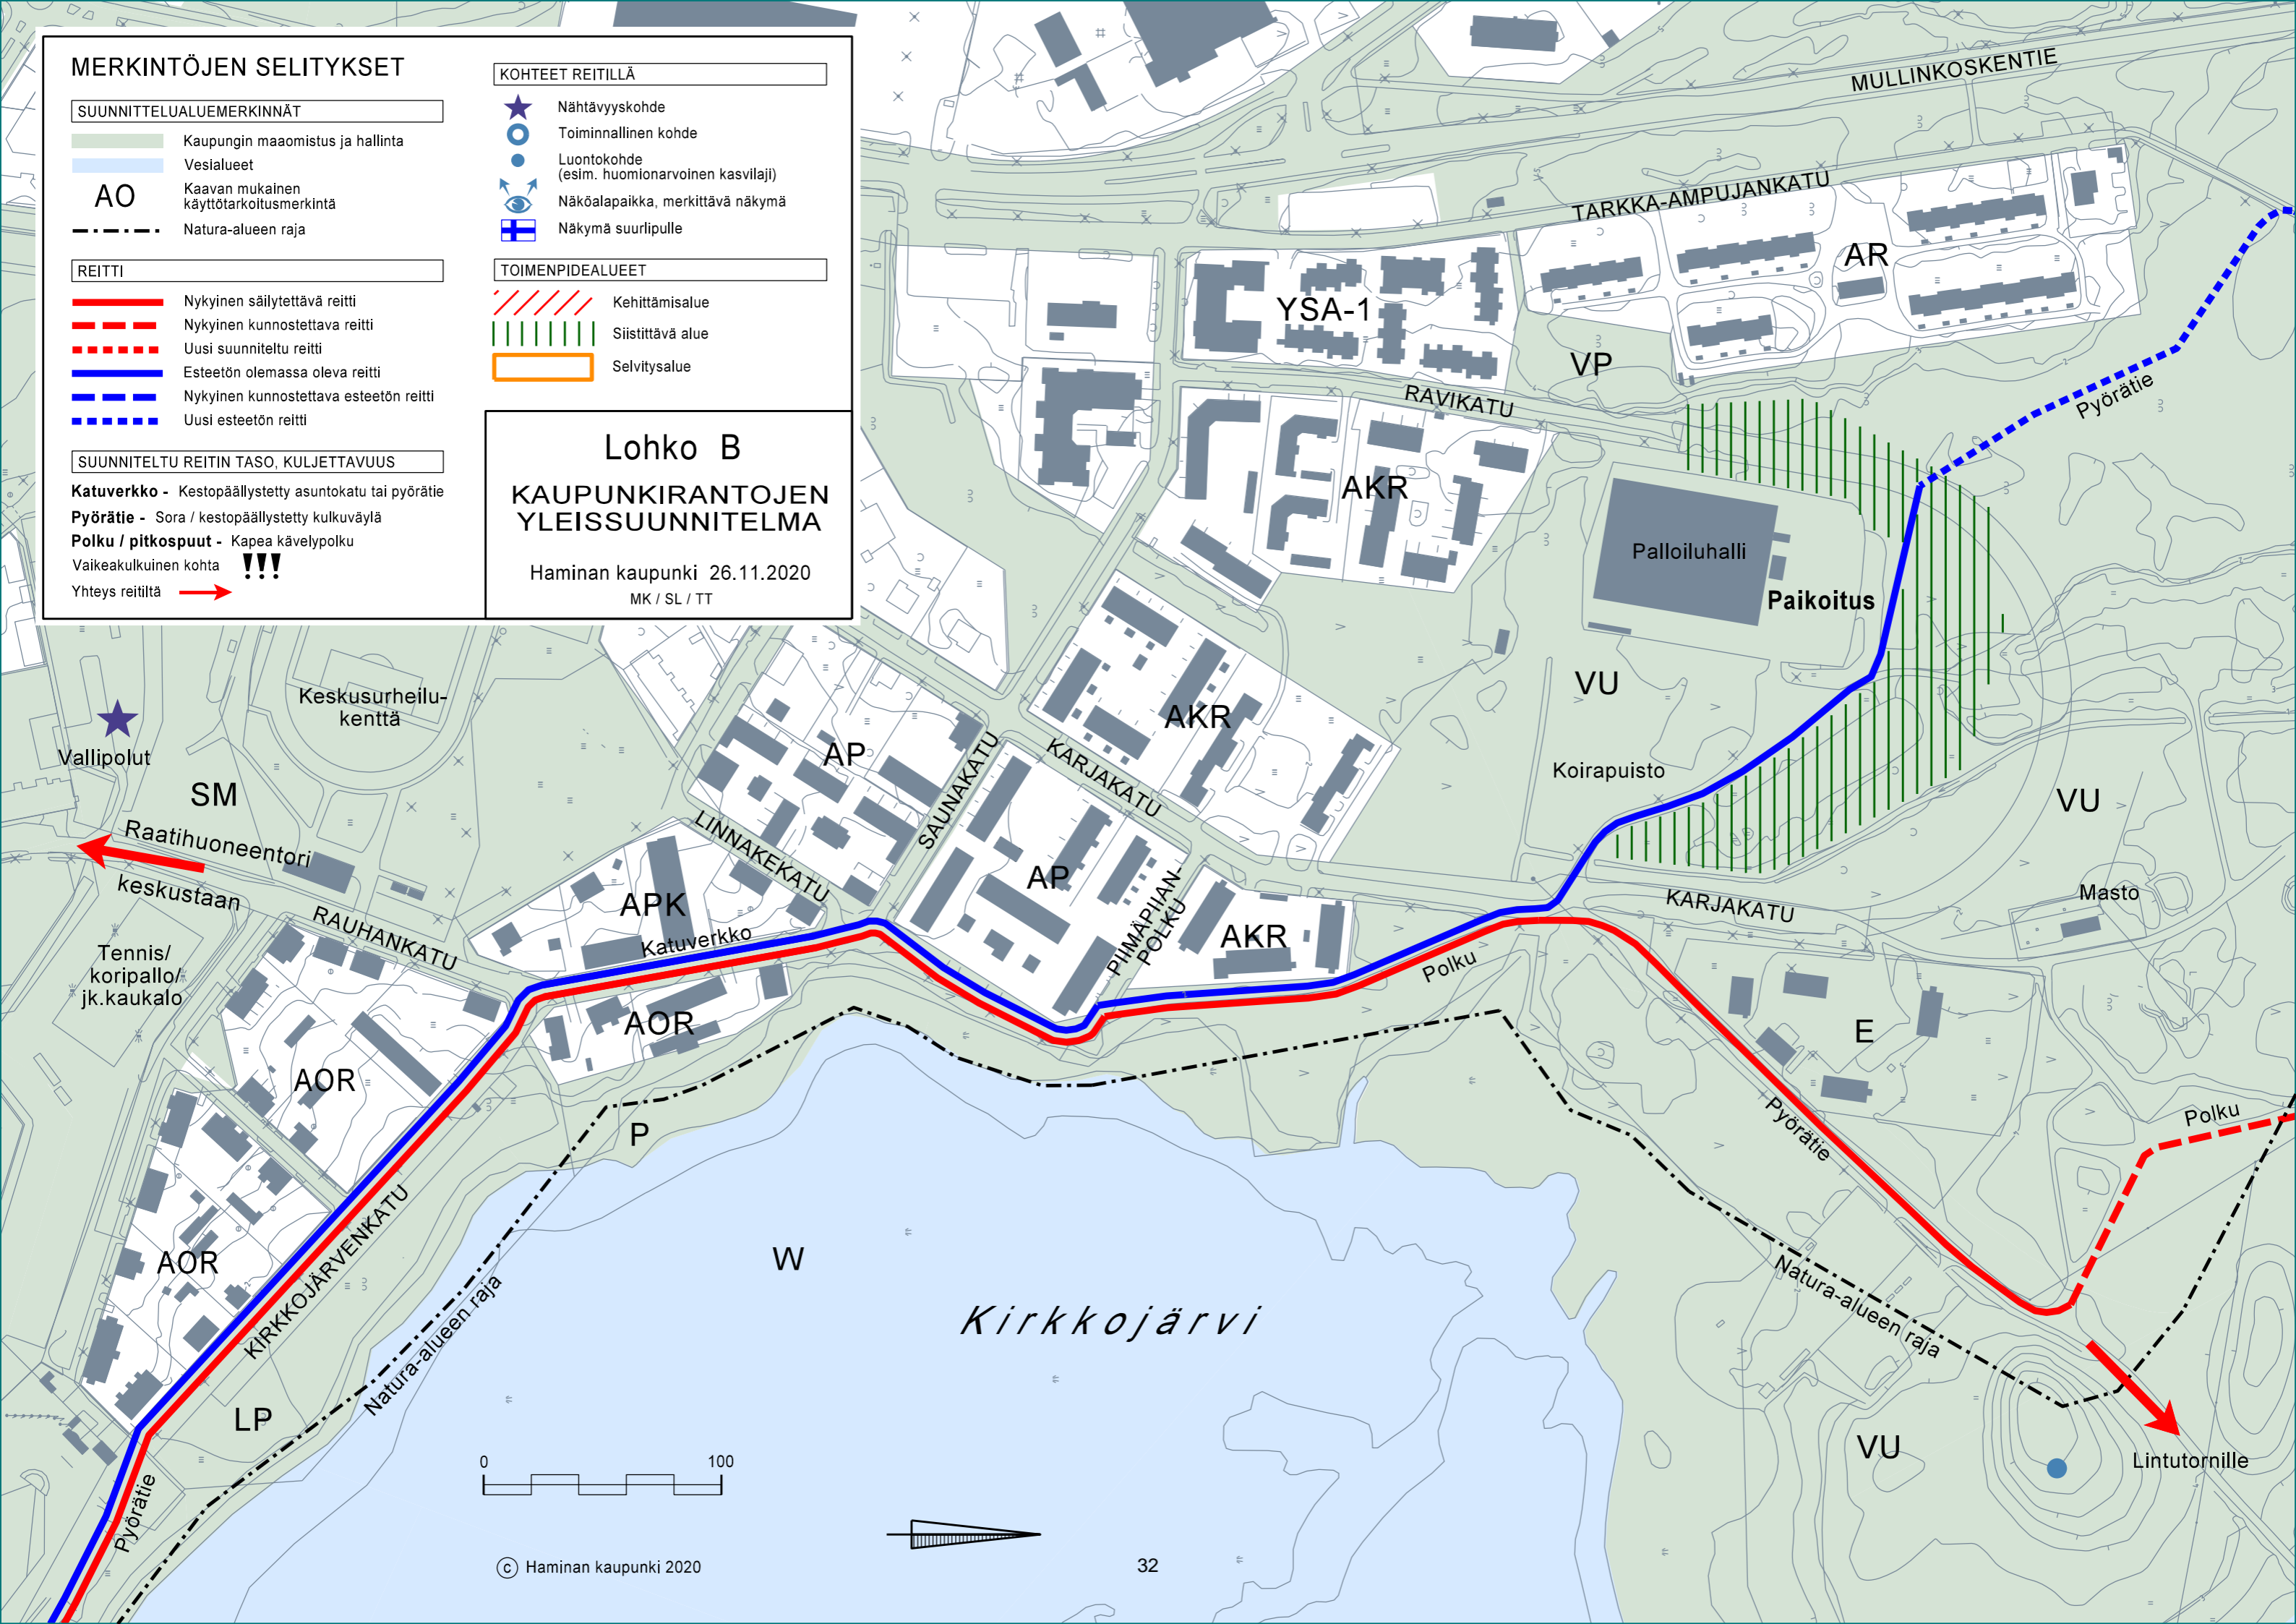 MERKINTÖJEN SELITYKSET
SUUNNITTELUALUEMERKINNÄT
Kaupungin maaomistus ja hallinta
Vesialueet
AO
Kaavan mukainen
käyttötarkoitusmerkintä
Natura-alueen raja
REITTI
Nykyinen säilytettävä reitti
Nykyinen kunnostettava reitti
Uusi suunniteltu reitti
Esteetön olemassa oleva reitti
Nykyinen kunnostettava esteetön reitti
Uusi esteetön reitti
SUUNNITELTU REITIN TASO, KULJETTAVUUS
Katuverkko - Kestopäällystetty asuntokatu tai pyörätie
Pyörätie - Sora / kestopäällystetty kulkuväylä
Polku / pitkospuut - Kapea kävelypolku
Vaikeakulkuinen kohta !!!
Yhteys reitiltä
KOHTEET REITILLÄ
Nähtävyyskohde
Toiminnallinen kohde
Luontokohde
(esim. huomionarvoinen kasvilaji)
Näköalapaikka, merkittävä näkymä
Näkymä suurlipulle
TOIMENPIDEALUEET
Kehittämisalue
Siistittävä alue
Selvitysalue
Lohko B
KAUPUNKIRANTOJEN
YLEISSUUNNITELMA
Haminan kaupunki 26.11.2020
MK / SL / TT
MULLINKOSKENTIE
TARKKA-AMPUJANKATU
AR
YSA-1
VP
RAVIKATU
Pyörätie
AKR
Palloiluhalli
Paikoitus
VU
Koirapuisto
VU
Keskusurheilu-
kenttä
Vallipolut
SM
Raatihuoneentori
keskustaan
RAUHANKATU
Tennis/
koripallo/
jk.kaukalo
AP
SAUNAKATU
LINNAKEKATU
KARJAKATU
AKR
AP
APK
Katuverkko
PIIMÄPIIAN-
POLKU
AKR
Polku
KARJAKATU
Masto
E
AOR
AOR
AOR
P
Pyörätie
Polku
KIRKKOJÄRVENKATU
Natura-alueen raja
W
Kirkkojärvi
Natura-alueen raja
LP
Pyörätie
VU
Lintutornille
0 100
c Haminan kaupunki 2020
32